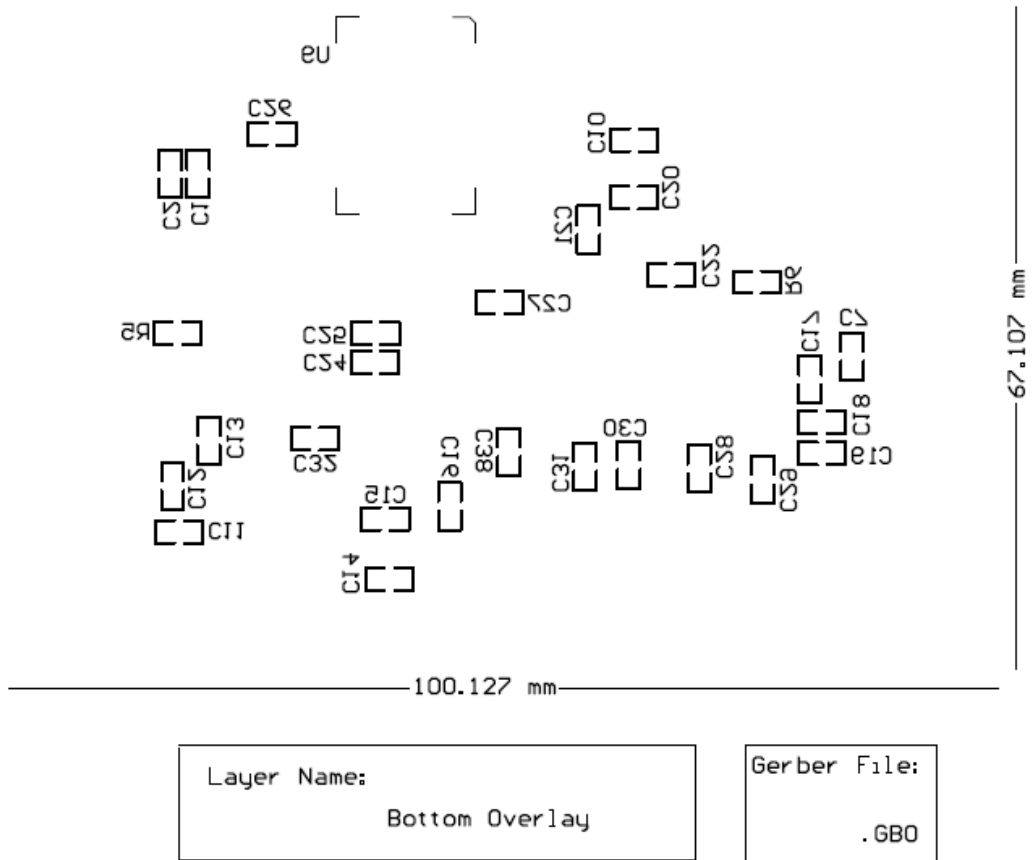 U9
C26
C10
C20
C2
C1
C21
C22
R6
C27
R5
C25
C24
C17
C7
67.107 mm
C18
C19
C13
C32
C16
C38
C30
C31
C28
C29
C12
C15
C11
C14
100.127 mm
Layer Name:
Bottom Overlay
Gerber File:
.GBO